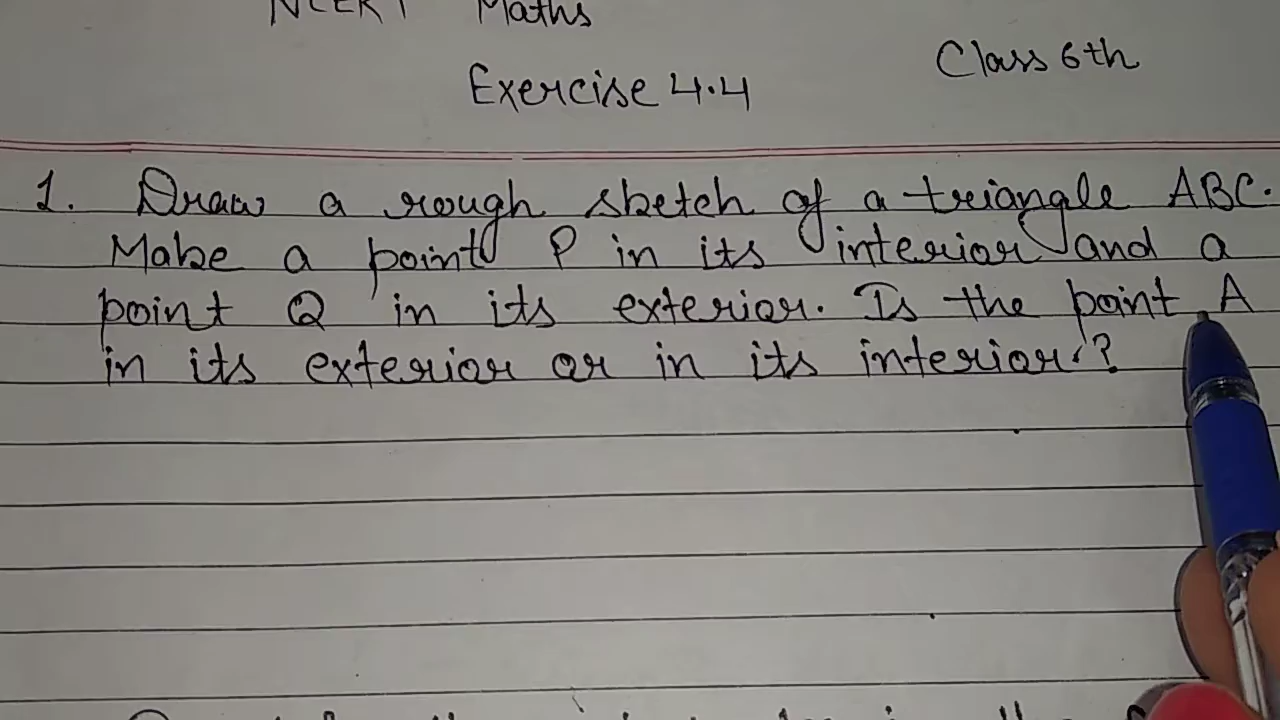 NCERT Maths
Class 6th
Exercise 4.4
1. Draw a rough sketch of a triangle ABC.
Make a point P in its interior and a
point Q in its exterior. Is the point A
in its exterior or in its interior?